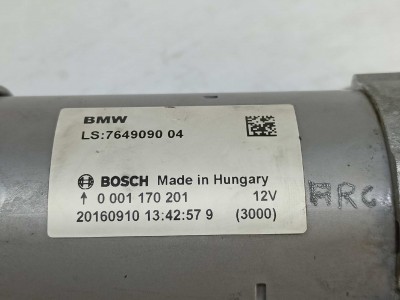 BMW
LS:7649090 04
BOSCH Made in Hungary
↑ 0 001 170 201 12V
20160910 13:42:57 9 (3000)